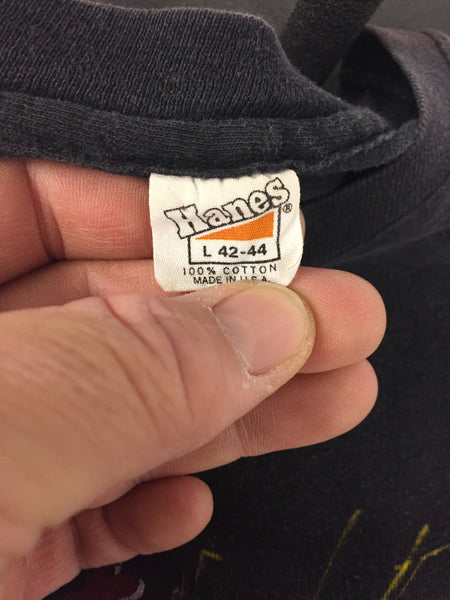 Hanes ®
L 42-44
100% COTTON
MADE IN U.S.A.